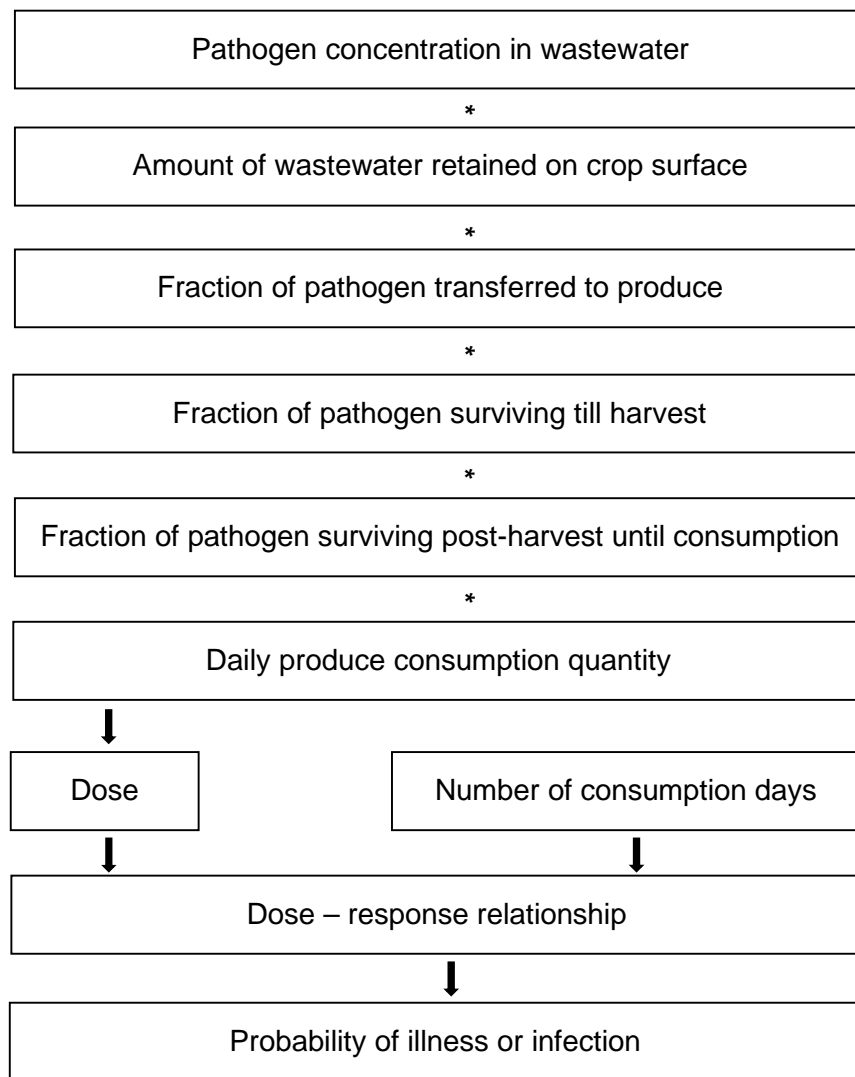 Pathogen concentration in wastewater
*
Amount of wastewater retained on crop surface
*
Fraction of pathogen transferred to produce
*
Fraction of pathogen surviving till harvest
*
Fraction of pathogen surviving post-harvest until consumption
*
Daily produce consumption quantity
Dose
Number of consumption days
Dose – response relationship
Probability of illness or infection